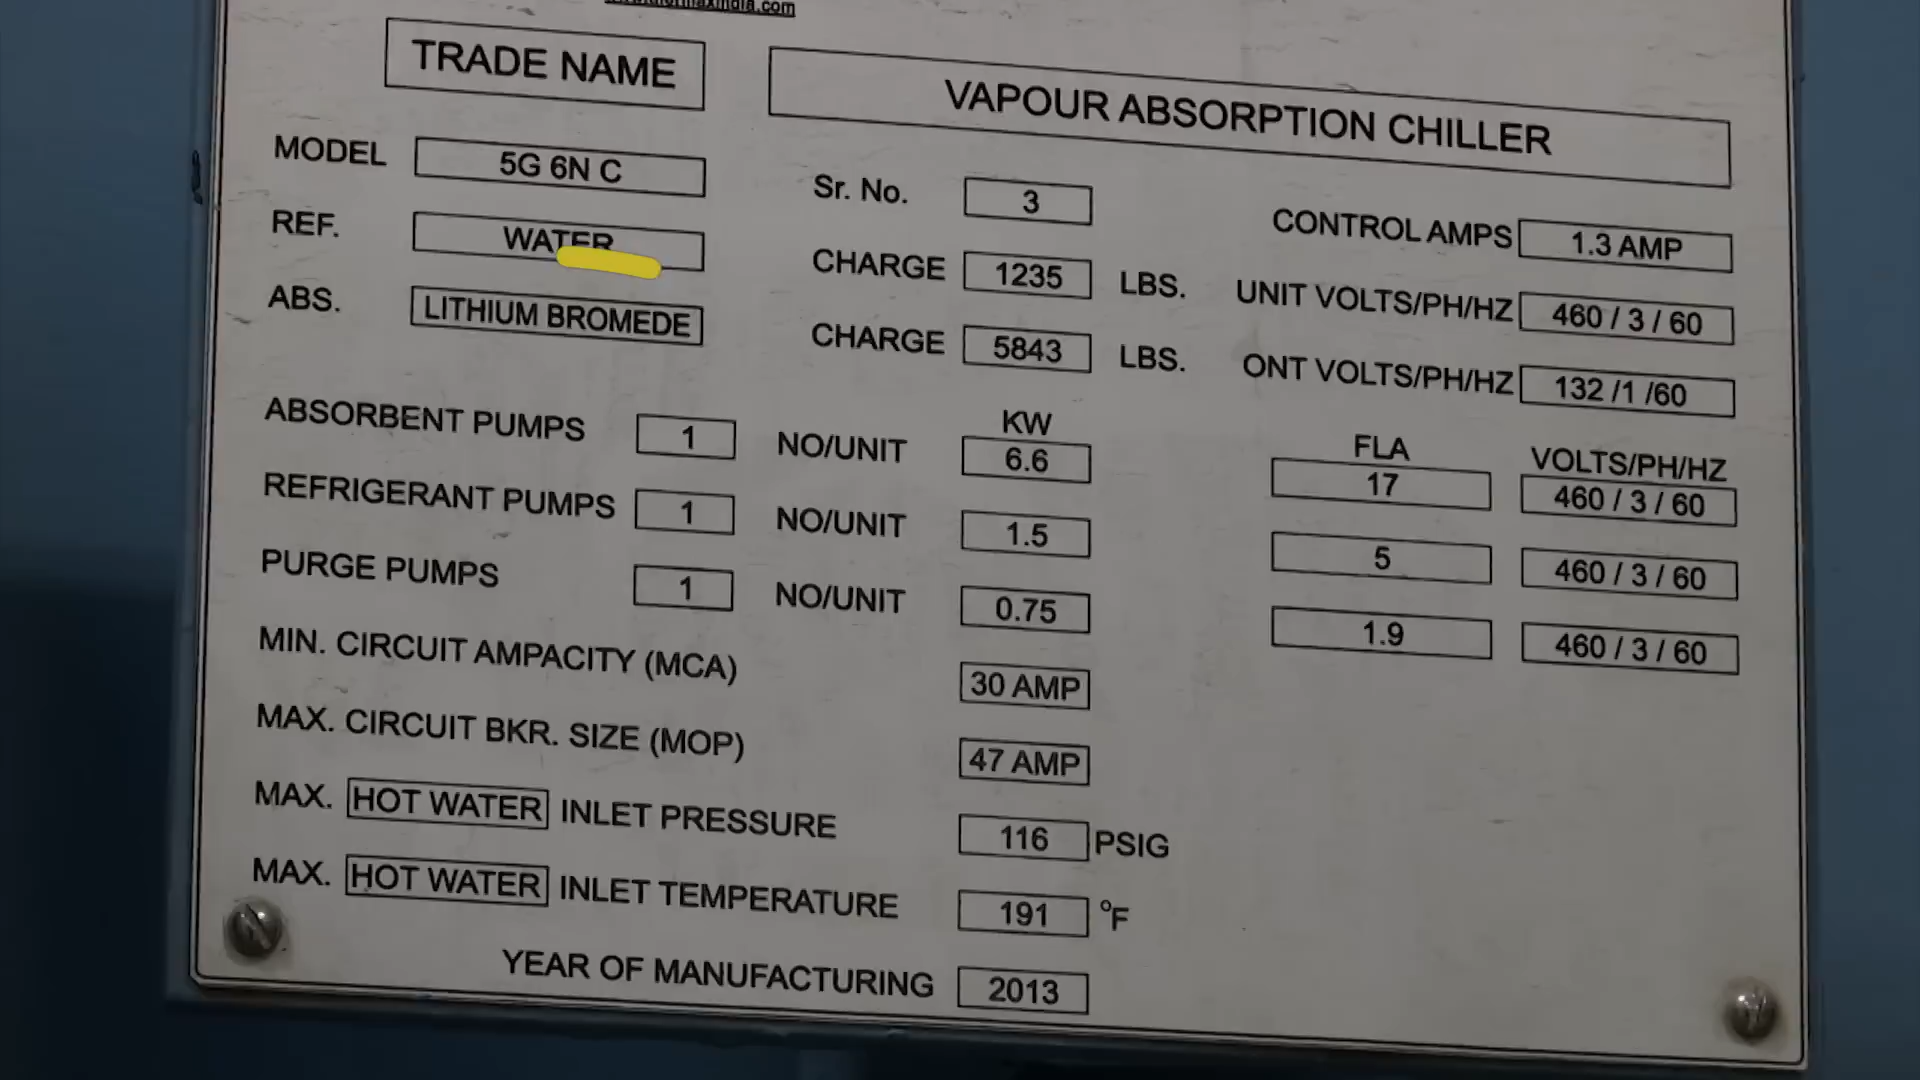 TRADE NAME
VAPOUR ABSORPTION CHILLER
MODEL 5G 6N C Sr. No. 3 CONTROL AMPS 1.3 AMP
REF. WATER CHARGE 1235 LBS. UNIT VOLTS/PH/HZ 460 / 3 / 60
ABS. LITHIUM BROMEDE CHARGE 5843 LBS. ONT VOLTS/PH/HZ 132 /1 /60
KW FLA VOLTS/PH/HZ
ABSORBENT PUMPS 1 NO/UNIT 6.6 17 460 / 3 / 60
REFRIGERANT PUMPS 1 NO/UNIT 1.5 5 460 / 3 / 60
PURGE PUMPS 1 NO/UNIT 0.75 1.9 460 / 3 / 60
MIN. CIRCUIT AMPACITY (MCA) 30 AMP
MAX. CIRCUIT BKR. SIZE (MOP) 47 AMP
MAX. HOT WATER INLET PRESSURE 116 PSIG
MAX. HOT WATER INLET TEMPERATURE 191 °F
YEAR OF MANUFACTURING 2013